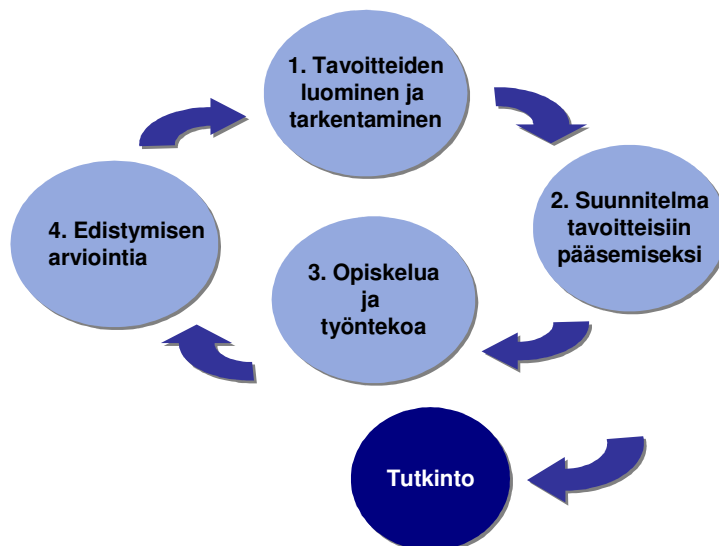 1. Tavoitteiden
luominen ja
tarkentaminen
2. Suunnitelma
tavoitteisiin
pääsemiseksi
3. Opiskelua
ja
työntekoa
4. Edistymisen
arviointia
Tutkinto